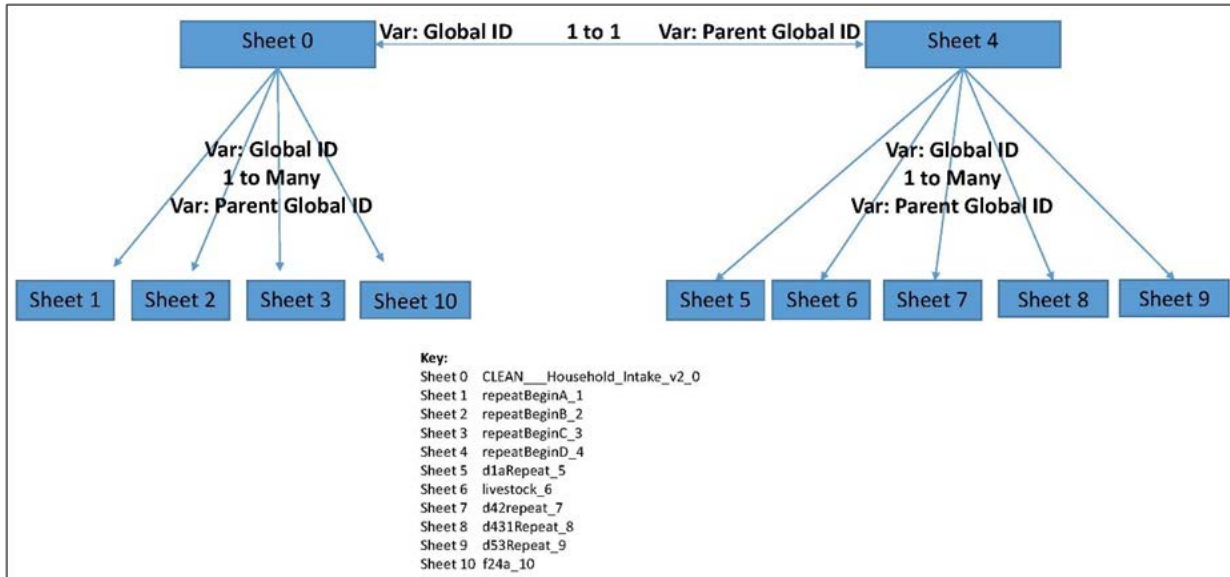 Sheet 0
Var: Global ID 1 to 1 Var: Parent Global ID
Sheet 4
Var: Global ID
1 to Many
Var: Parent Global ID
Var: Global ID
1 to Many
Var: Parent Global ID
Sheet 1
Sheet 2
Sheet 3
Sheet 10
Sheet 5
Sheet 6
Sheet 7
Sheet 8
Sheet 9
Key:
Sheet 0 CLEAN___Household_Intake_v2_0
Sheet 1 repeatBeginA_1
Sheet 2 repeatBeginB_2
Sheet 3 repeatBeginC_3
Sheet 4 repeatBeginD_4
Sheet 5 d1aRepeat_5
Sheet 6 livestock_6
Sheet 7 d42repeat_7
Sheet 8 d431Repeat_8
Sheet 9 d53Repeat_9
Sheet 10 f24a_10